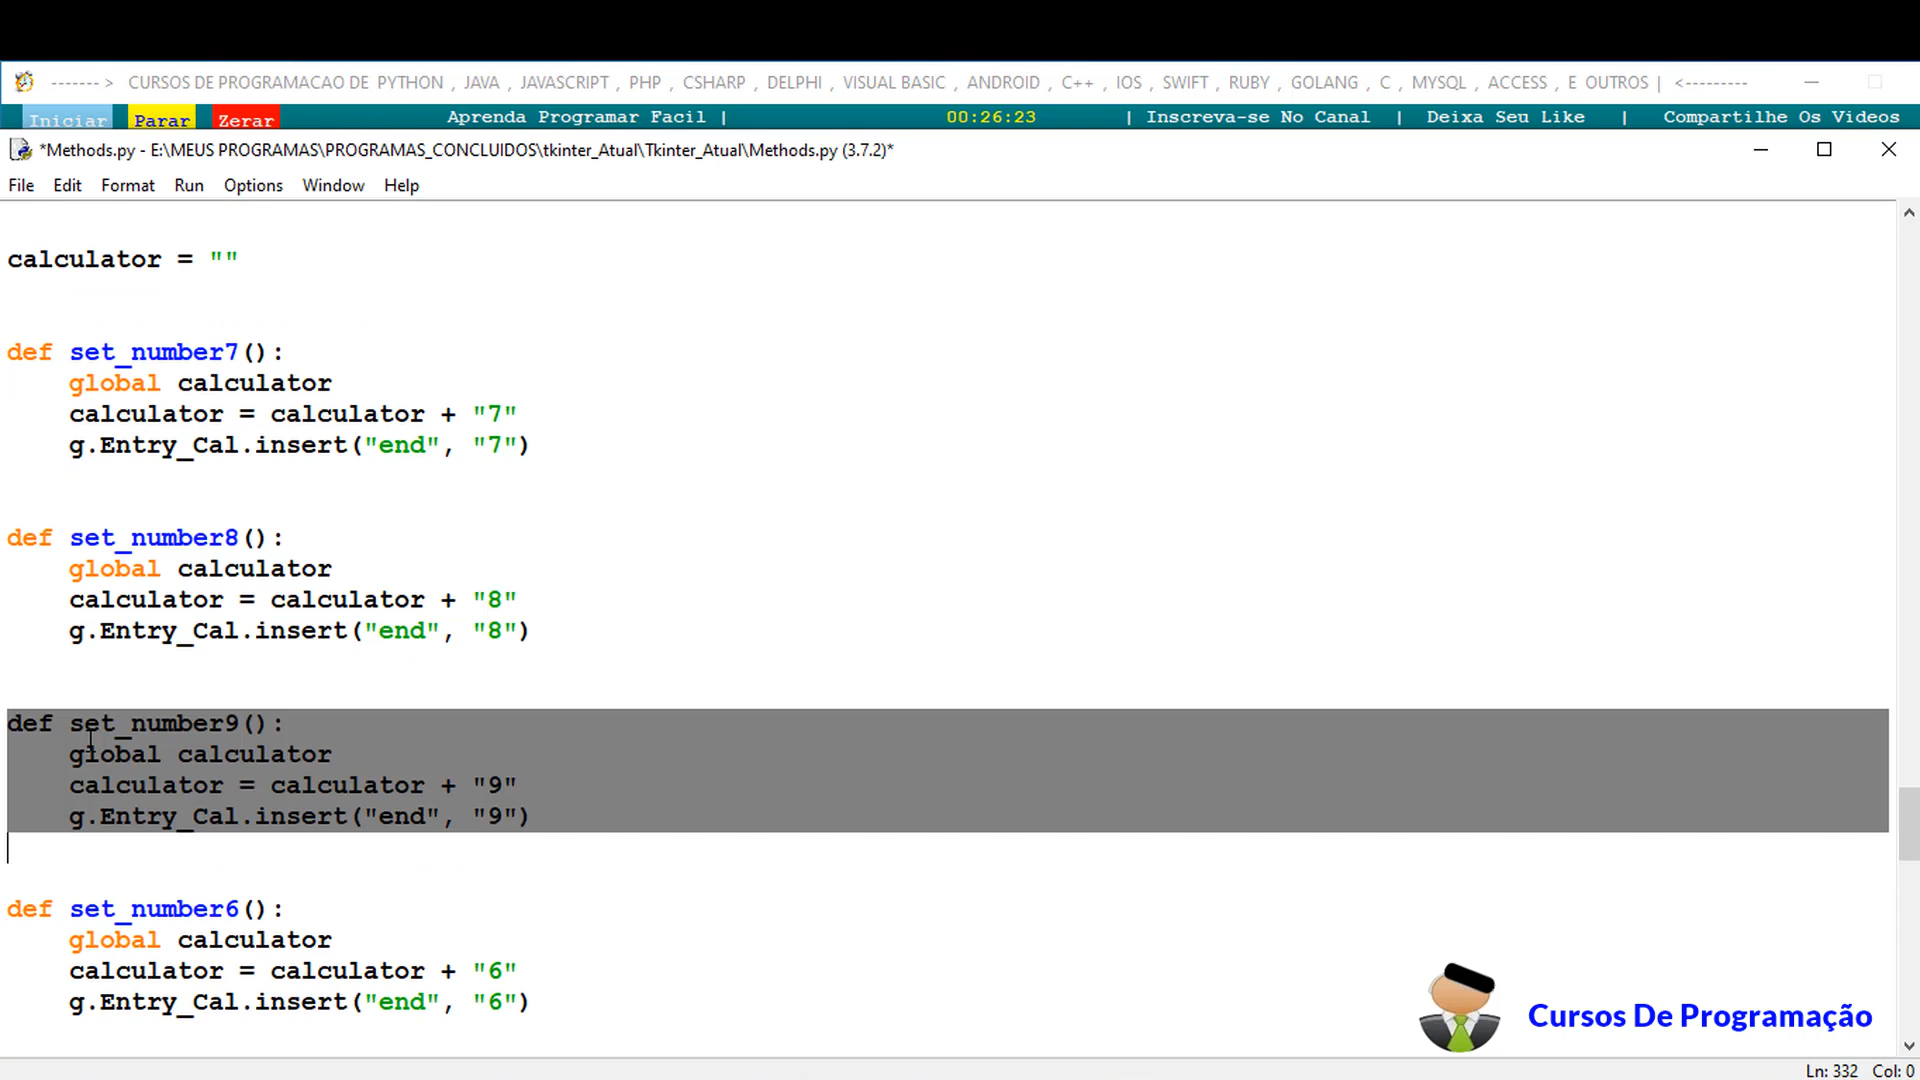 ------- > CURSOS DE PROGRAMACAO DE PYTHON , JAVA , JAVASCRIPT , PHP , CSHARP , DELPHI , VISUAL BASIC , ANDROID , C++ , IOS , SWIFT , RUBY , GOLANG , C , MYSQL , ACCESS , E OUTROS | <---------
Iniciar Parar Zerar Aprenda Programar Facil | 00:26:23 | Inscreva-se No Canal | Deixa Seu Like | Compartilhe Os Videos
*Methods.py - E:\MEUS PROGRAMAS\PROGRAMAS_CONCLUIDOS\tkinter_Atual\Tkinter_Atual\Methods.py (3.7.2)*
File Edit Format Run Options Window Help
calculator = ""
def set_number7():
    global calculator
    calculator = calculator + "7"
    g.Entry_Cal.insert("end", "7")
def set_number8():
    global calculator
    calculator = calculator + "8"
    g.Entry_Cal.insert("end", "8")
def set_number9():
    global calculator
    calculator = calculator + "9"
    g.Entry_Cal.insert("end", "9")
def set_number6():
    global calculator
    calculator = calculator + "6"
    g.Entry_Cal.insert("end", "6")
Cursos De Programação
Ln: 332 Col: 0